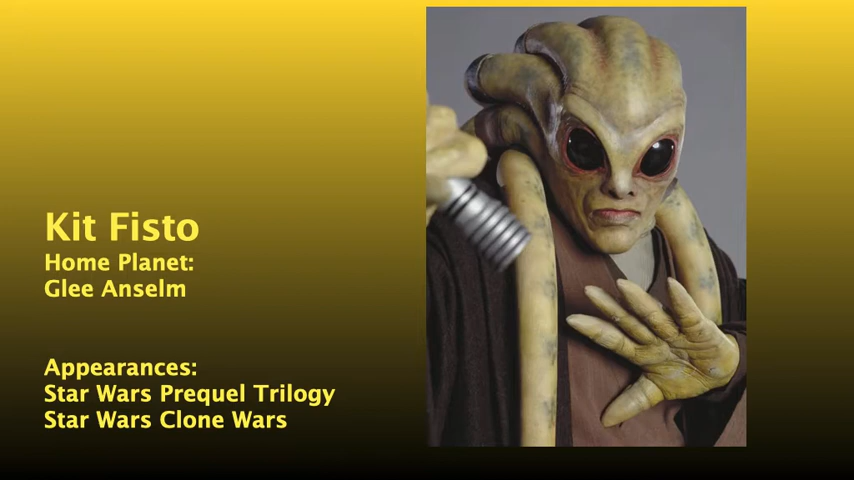 Kit Fisto
Home Planet:
Glee Anselm
Appearances:
Star Wars Prequel Trilogy
Star Wars Clone Wars